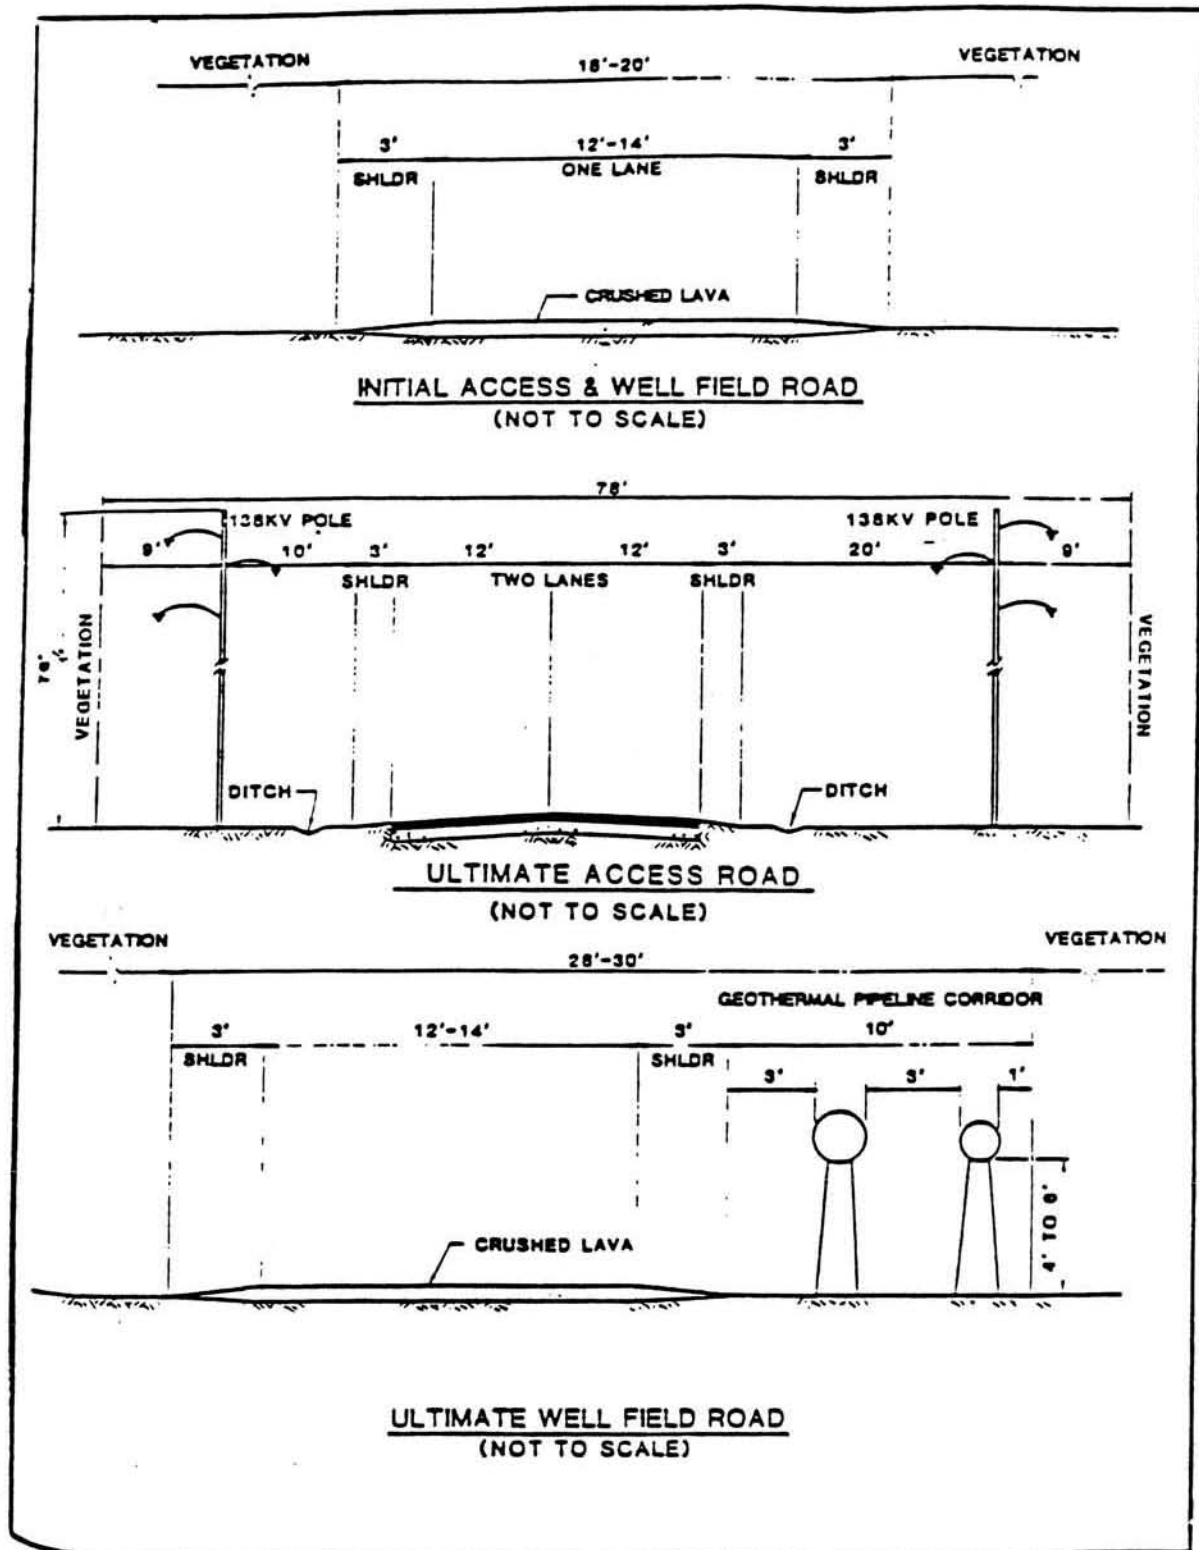 VEGETATION
18'-20'
VEGETATION
3'
12'-14'
3'
SHLDR
ONE LANE
SHLDR
CRUSHED LAVA
INITIAL ACCESS & WELL FIELD ROAD
(NOT TO SCALE)
78'
138KV POLE
138KV POLE
9'
10'
3'
12'
12'
3'
20'
9'
SHLDR
TWO LANES
SHLDR
VEGETATION
VEGETATION
DITCH
DITCH
ULTIMATE ACCESS ROAD
(NOT TO SCALE)
VEGETATION
28'-30'
VEGETATION
GEOTHERMAL PIPELINE CORRIDOR
3'
12'-14'
3'
10'
SHLDR
SHLDR
3'
3'
1'
4' TO 6'
CRUSHED LAVA
ULTIMATE WELL FIELD ROAD
(NOT TO SCALE)